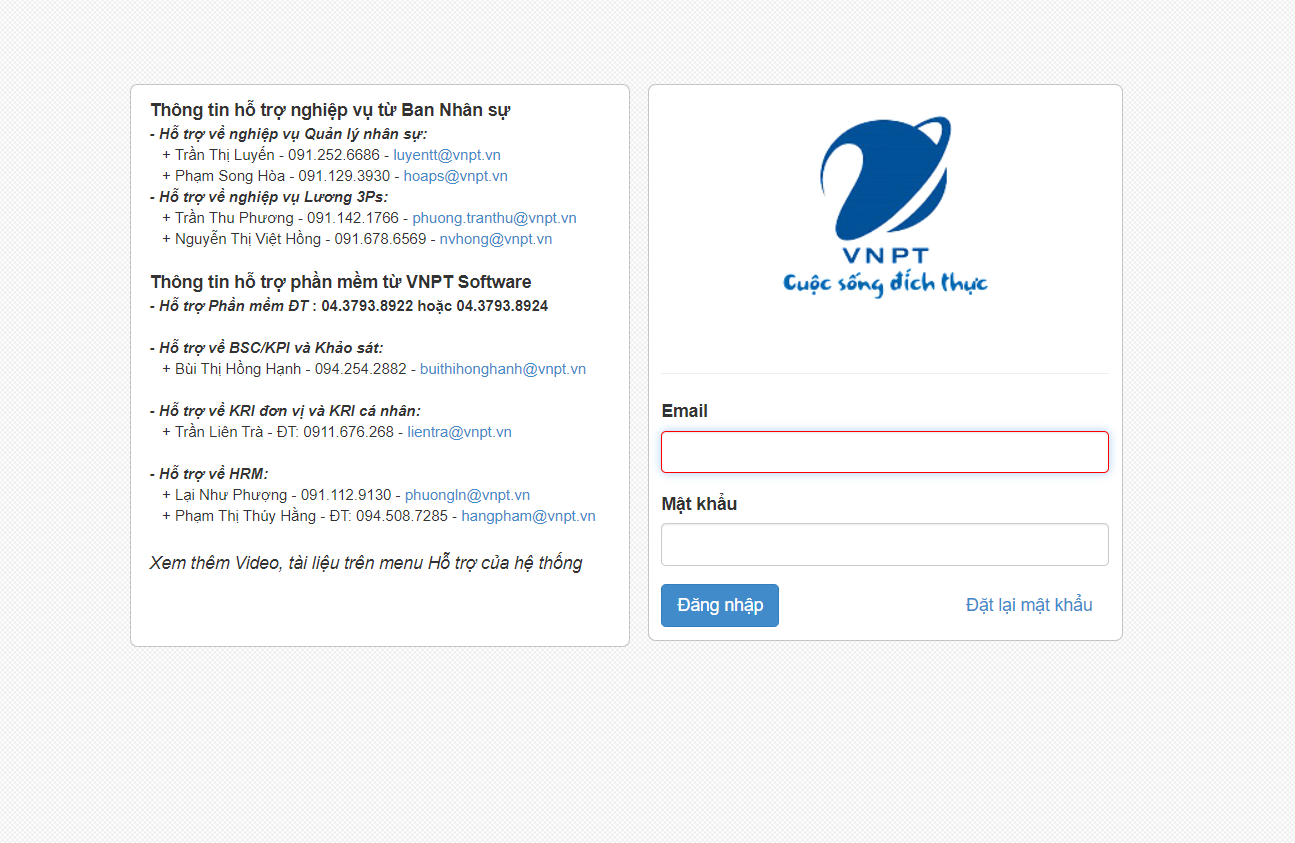 Thông tin hỗ trợ nghiệp vụ từ Ban Nhân sự
- Hỗ trợ về nghiệp vụ Quản lý nhân sự:
+ Trần Thị Luyến - 091.252.6686 - luyentt@vnpt.vn
+ Phạm Song Hòa - 091.129.3930 - hoaps@vnpt.vn
- Hỗ trợ về nghiệp vụ Lương 3Ps:
+ Trần Thu Phương - 091.142.1766 - phuong.tranthu@vnpt.vn
+ Nguyễn Thị Việt Hồng - 091.678.6569 - nvhong@vnpt.vn
Thông tin hỗ trợ phần mềm từ VNPT Software
- Hỗ trợ Phần mềm ĐT : 04.3793.8922 hoặc 04.3793.8924
- Hỗ trợ về BSC/KPI và Khảo sát:
+ Bùi Thị Hồng Hạnh - 094.254.2882 - buithihonghanh@vnpt.vn
- Hỗ trợ về KRI đơn vị và KRI cá nhân:
+ Trần Liên Trà - ĐT: 0911.676.268 - lientra@vnpt.vn
- Hỗ trợ về HRM:
+ Lại Như Phượng - 091.112.9130 - phuongln@vnpt.vn
+ Phạm Thị Thúy Hằng - ĐT: 094.508.7285 - hangpham@vnpt.vn
Xem thêm Video, tài liệu trên menu Hỗ trợ của hệ thống
VNPT
Cuộc sống đích thực
Email
Mật khẩu
Đăng nhập
Đặt lại mật khẩu